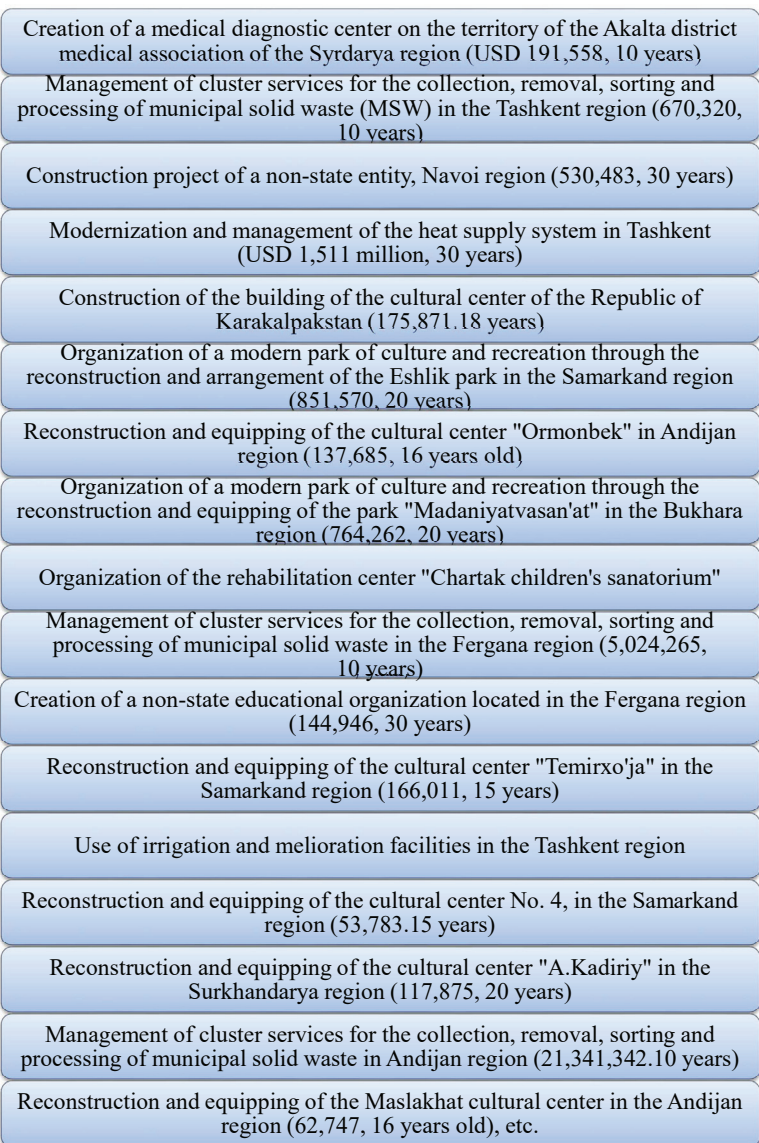 Creation of a medical diagnostic center on the territory of the Akalta district
medical association of the Syrdarya region (USD 191,558, 10 years)
Management of cluster services for the collection, removal, sorting and
processing of municipal solid waste (MSW) in the Tashkent region (670,320,
10 years)
Construction project of a non-state entity, Navoi region (530,483, 30 years)
Modernization and management of the heat supply system in Tashkent
(USD 1,511 million, 30 years)
Construction of the building of the cultural center of the Republic of
Karakalpakstan (175,871.18 years)
Organization of a modern park of culture and recreation through the
reconstruction and arrangement of the Eshlik park in the Samarkand region
(851,570, 20 years)
Reconstruction and equipping of the cultural center "Ormonbek" in Andijan
region (137,685, 16 years old)
Organization of a modern park of culture and recreation through the
reconstruction and equipping of the park "Madaniyatvasan'at" in the Bukhara
region (764,262, 20 years)
Organization of the rehabilitation center "Chartak children's sanatorium"
Management of cluster services for the collection, removal, sorting and
processing of municipal solid waste in the Fergana region (5,024,265,
10 years)
Creation of a non-state educational organization located in the Fergana region
(144,946, 30 years)
Reconstruction and equipping of the cultural center "Temirxo'ja" in the
Samarkand region (166,011, 15 years)
Use of irrigation and melioration facilities in the Tashkent region
Reconstruction and equipping of the cultural center No. 4, in the Samarkand
region (53,783.15 years)
Reconstruction and equipping of the cultural center "A.Kadiriy" in the
Surkhandarya region (117,875, 20 years)
Management of cluster services for the collection, removal, sorting and
processing of municipal solid waste in Andijan region (21,341,342.10 years)
Reconstruction and equipping of the Maslakhat cultural center in the Andijan
region (62,747, 16 years old), etc.